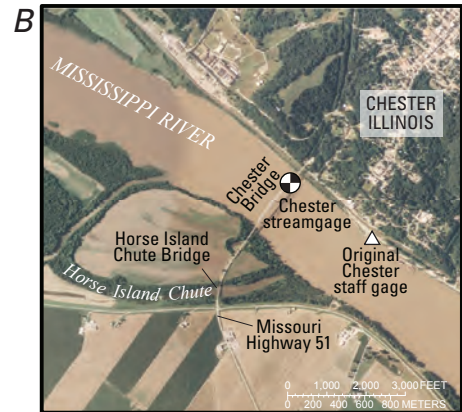 B
MISSISSIPPI RIVER
CHESTER
ILLINOIS
Chester
Bridge
Chester
streamgage
Original
Chester
staff gage
Horse Island
Chute Bridge
Horse Island Chute
Missouri
Highway 51
0 1,000 2,000 3,000 FEET
0 200 400 600 800 METERS